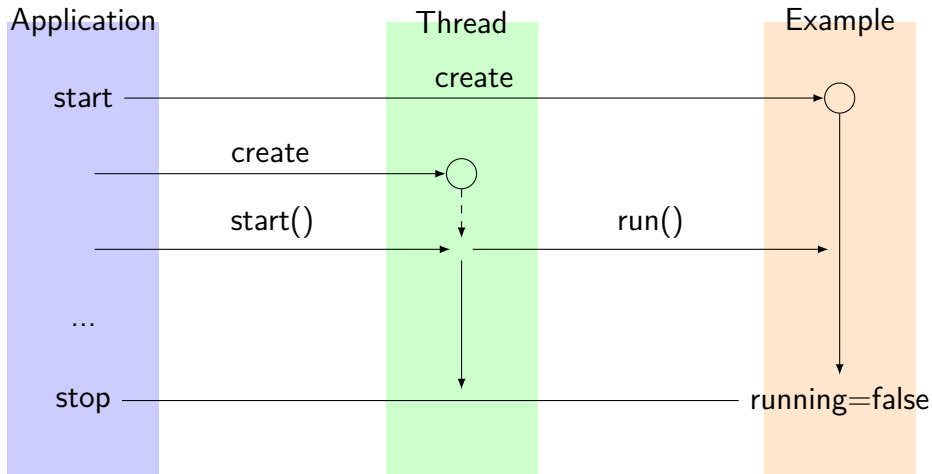 Application
Thread
Example
start
create
create
start()
run()
...
stop
running=false